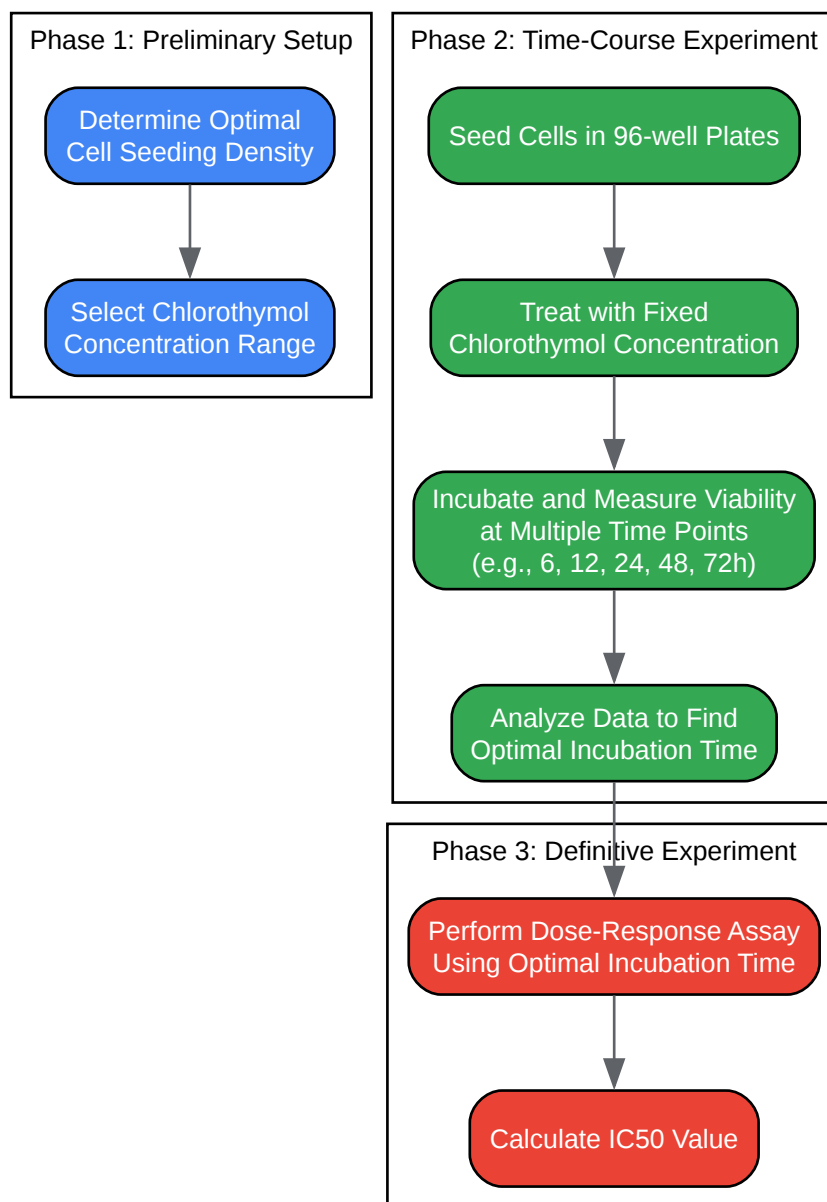 Phase 1: Preliminary Setup
Determine Optimal
Cell Seeding Density
Select Chlorothymol
Concentration Range
Phase 2: Time-Course Experiment
Seed Cells in 96-well Plates
Treat with Fixed
Chlorothymol Concentration
Incubate and Measure Viability
at Multiple Time Points
(e.g., 6, 12, 24, 48, 72h)
Analyze Data to Find
Optimal Incubation Time
Phase 3: Definitive Experiment
Perform Dose-Response Assay
Using Optimal Incubation Time
Calculate IC50 Value